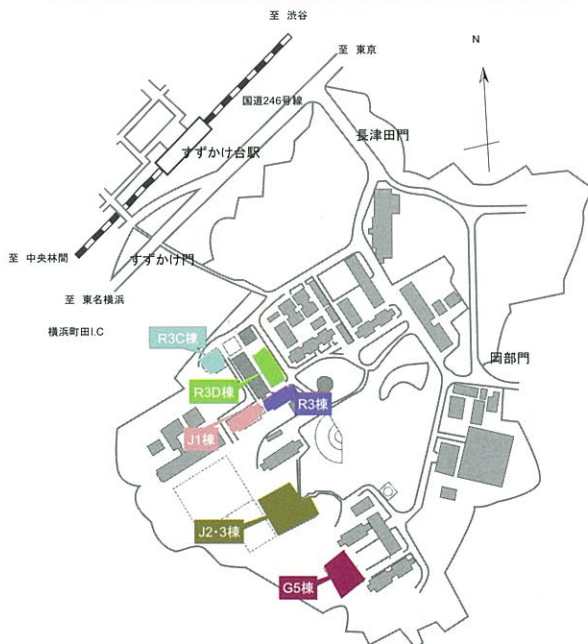 至 渋谷
至 東京
N
国道246号線
長津田門
すずかけ台駅
至 中央林間
すずかけ門
至 東名横浜
横浜町田I.C
R3C棟
岡部門
R3D棟
R3棟
J1棟
J2・3棟
G5棟